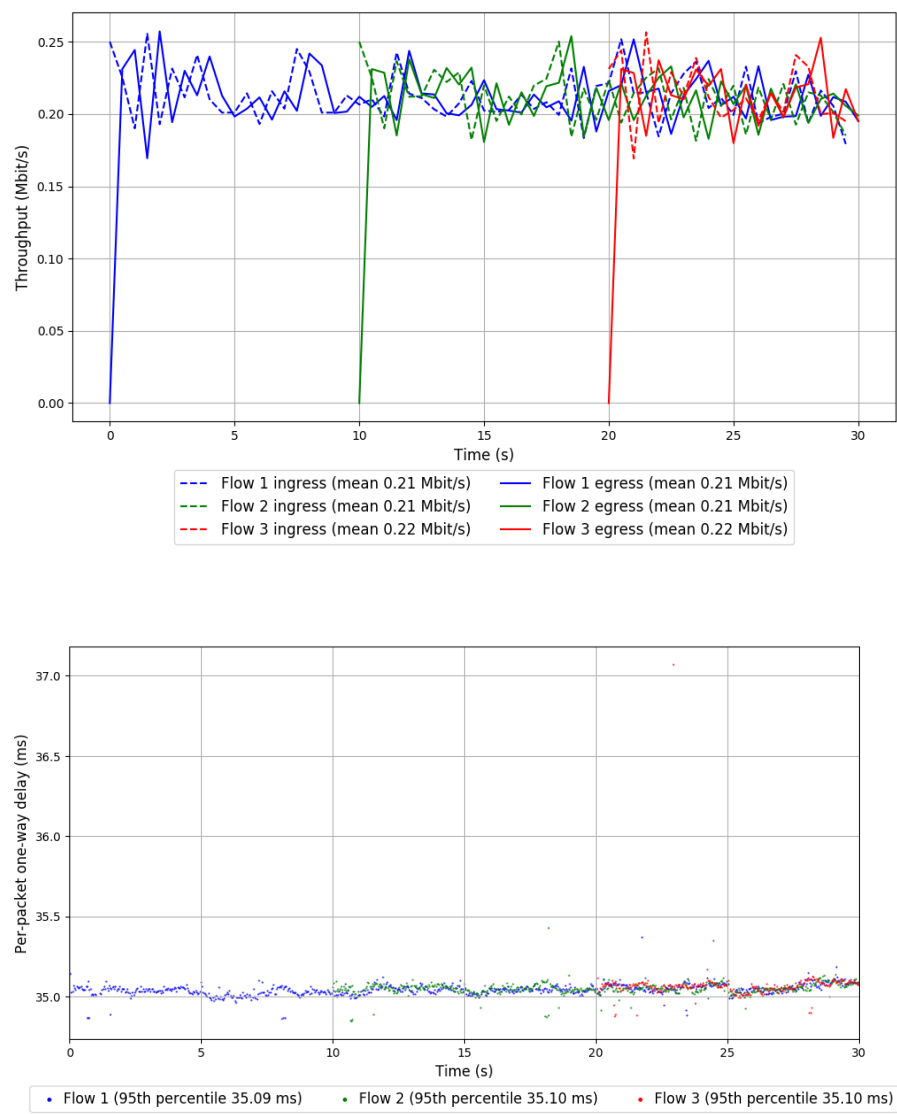 0.25
0.20
0.15
0.10
0.05
0.00
Throughput (Mbit/s)
0 5 10 15 20 25 30
Time (s)
Flow 1 ingress (mean 0.21 Mbit/s) Flow 1 egress (mean 0.21 Mbit/s)
Flow 2 ingress (mean 0.21 Mbit/s) Flow 2 egress (mean 0.21 Mbit/s)
Flow 3 ingress (mean 0.22 Mbit/s) Flow 3 egress (mean 0.22 Mbit/s)
37.0
36.5
36.0
35.5
35.0
Per-packet one-way delay (ms)
0 5 10 15 20 25 30
Time (s)
Flow 1 (95th percentile 35.09 ms) Flow 2 (95th percentile 35.10 ms) Flow 3 (95th percentile 35.10 ms)